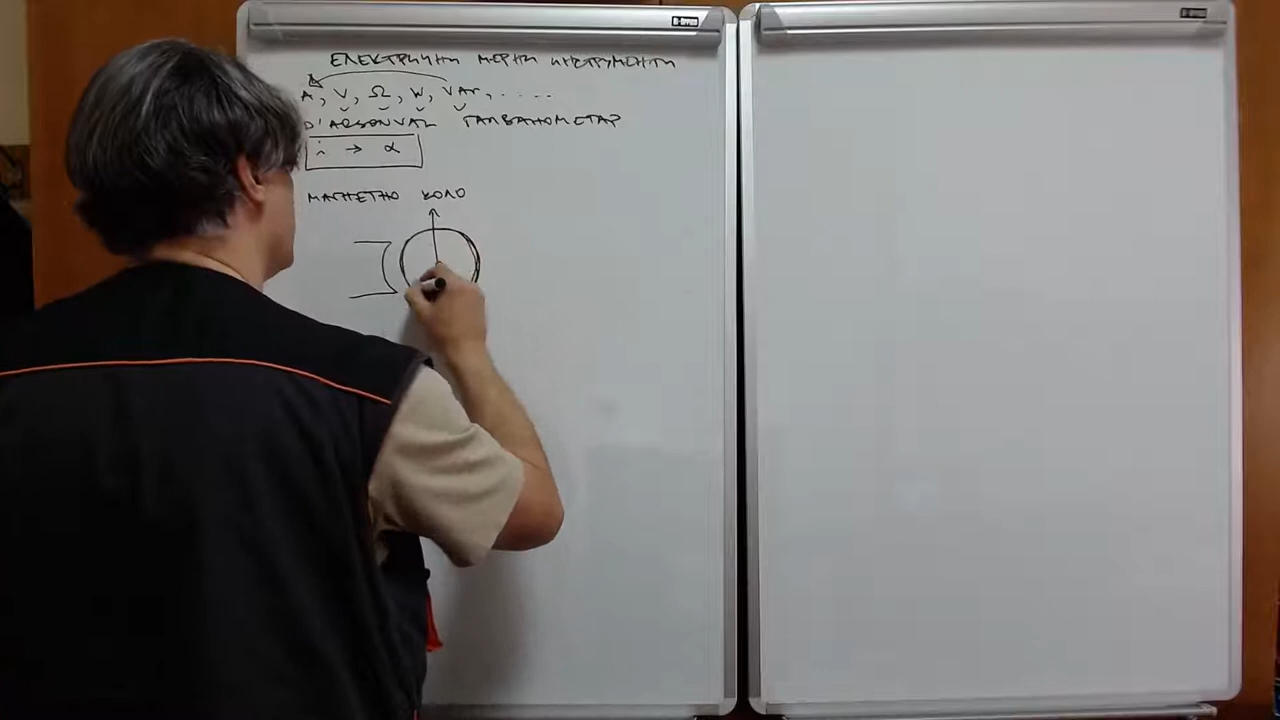 ЕЛЕКТРИЧНИ МЕРНИ ИНСТРУМЕНТИ
A, V, Ω, W, VAr, .....
D'ARSONVAL ГАЛВАНОМЕТАР
i → α
МАГНЕТНО КОЛО